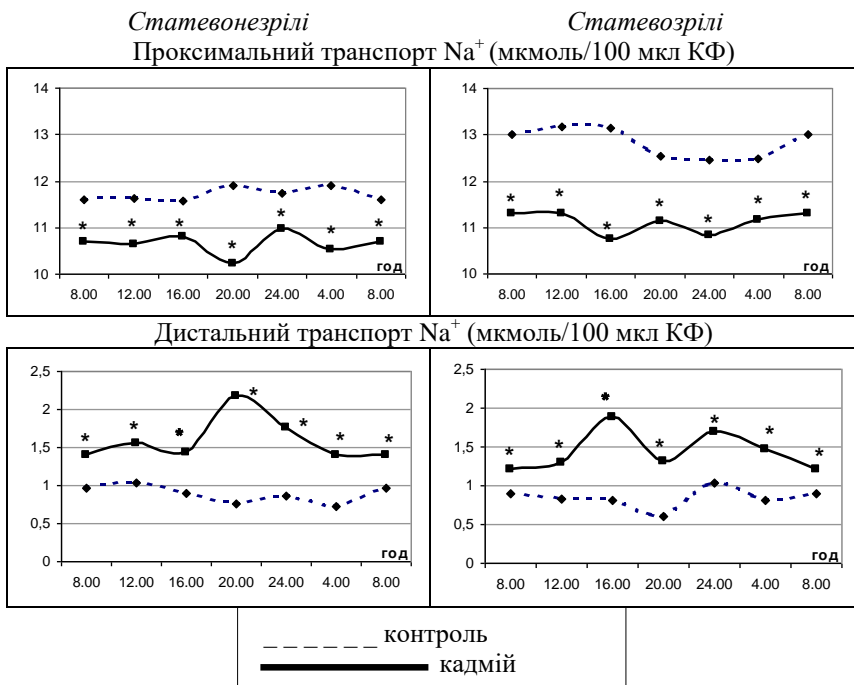 Статевонезрілі Статевозрілі
Проксимальний транспорт Na⁺ (мкмоль/100 мкл КФ)
14
13
12
11
10
* * * * * * *
год
8.00 12.00 16.00 20.00 24.00 4.00 8.00
14
13
12
11
10
* * * * * * *
год
8.00 12.00 16.00 20.00 24.00 4.00 8.00
Дистальний транспорт Na⁺ (мкмоль/100 мкл КФ)
2,5
2
1,5
1
0,5
0
* * * * * * *
год
8.00 12.00 16.00 20.00 24.00 4.00 8.00
2,5
2
1,5
1
0,5
0
* * * * * * *
год
8.00 12.00 16.00 20.00 24.00 4.00 8.00
_ _ _ _ _ _ контроль
кадмій